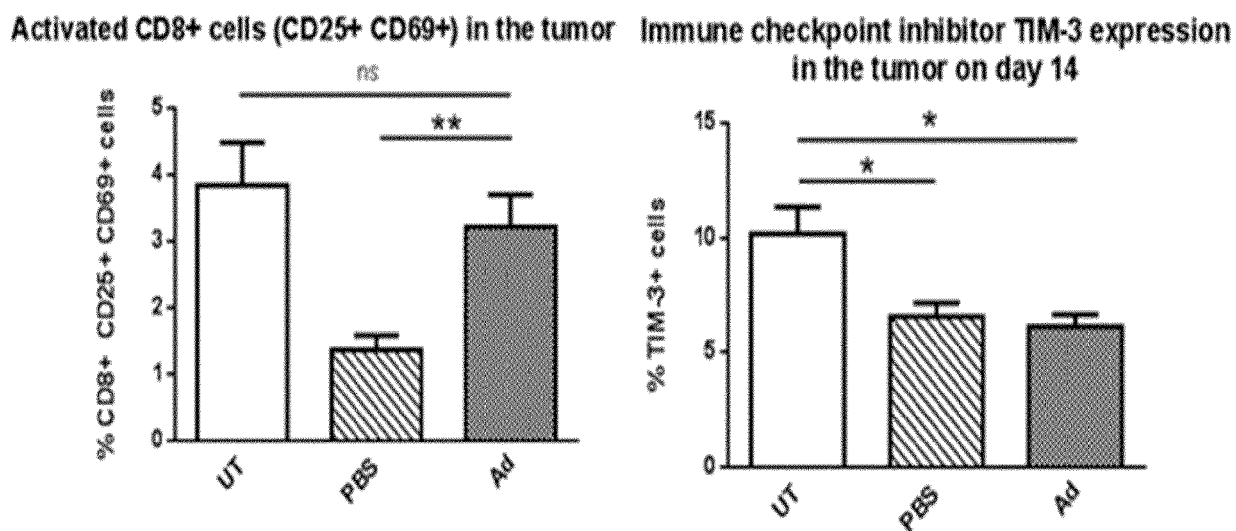 Activated CD8+ cells (CD25+ CD69+) in the tumor
ns
**
% CD8+ CD25+ CD69+ cells
5
4
3
2
1
0
UT
PBS
Ad
Immune checkpoint inhibitor TIM-3 expression
in the tumor on day 14
*
*
% TIM-3+ cells
15
10
5
0
UT
PBS
Ad